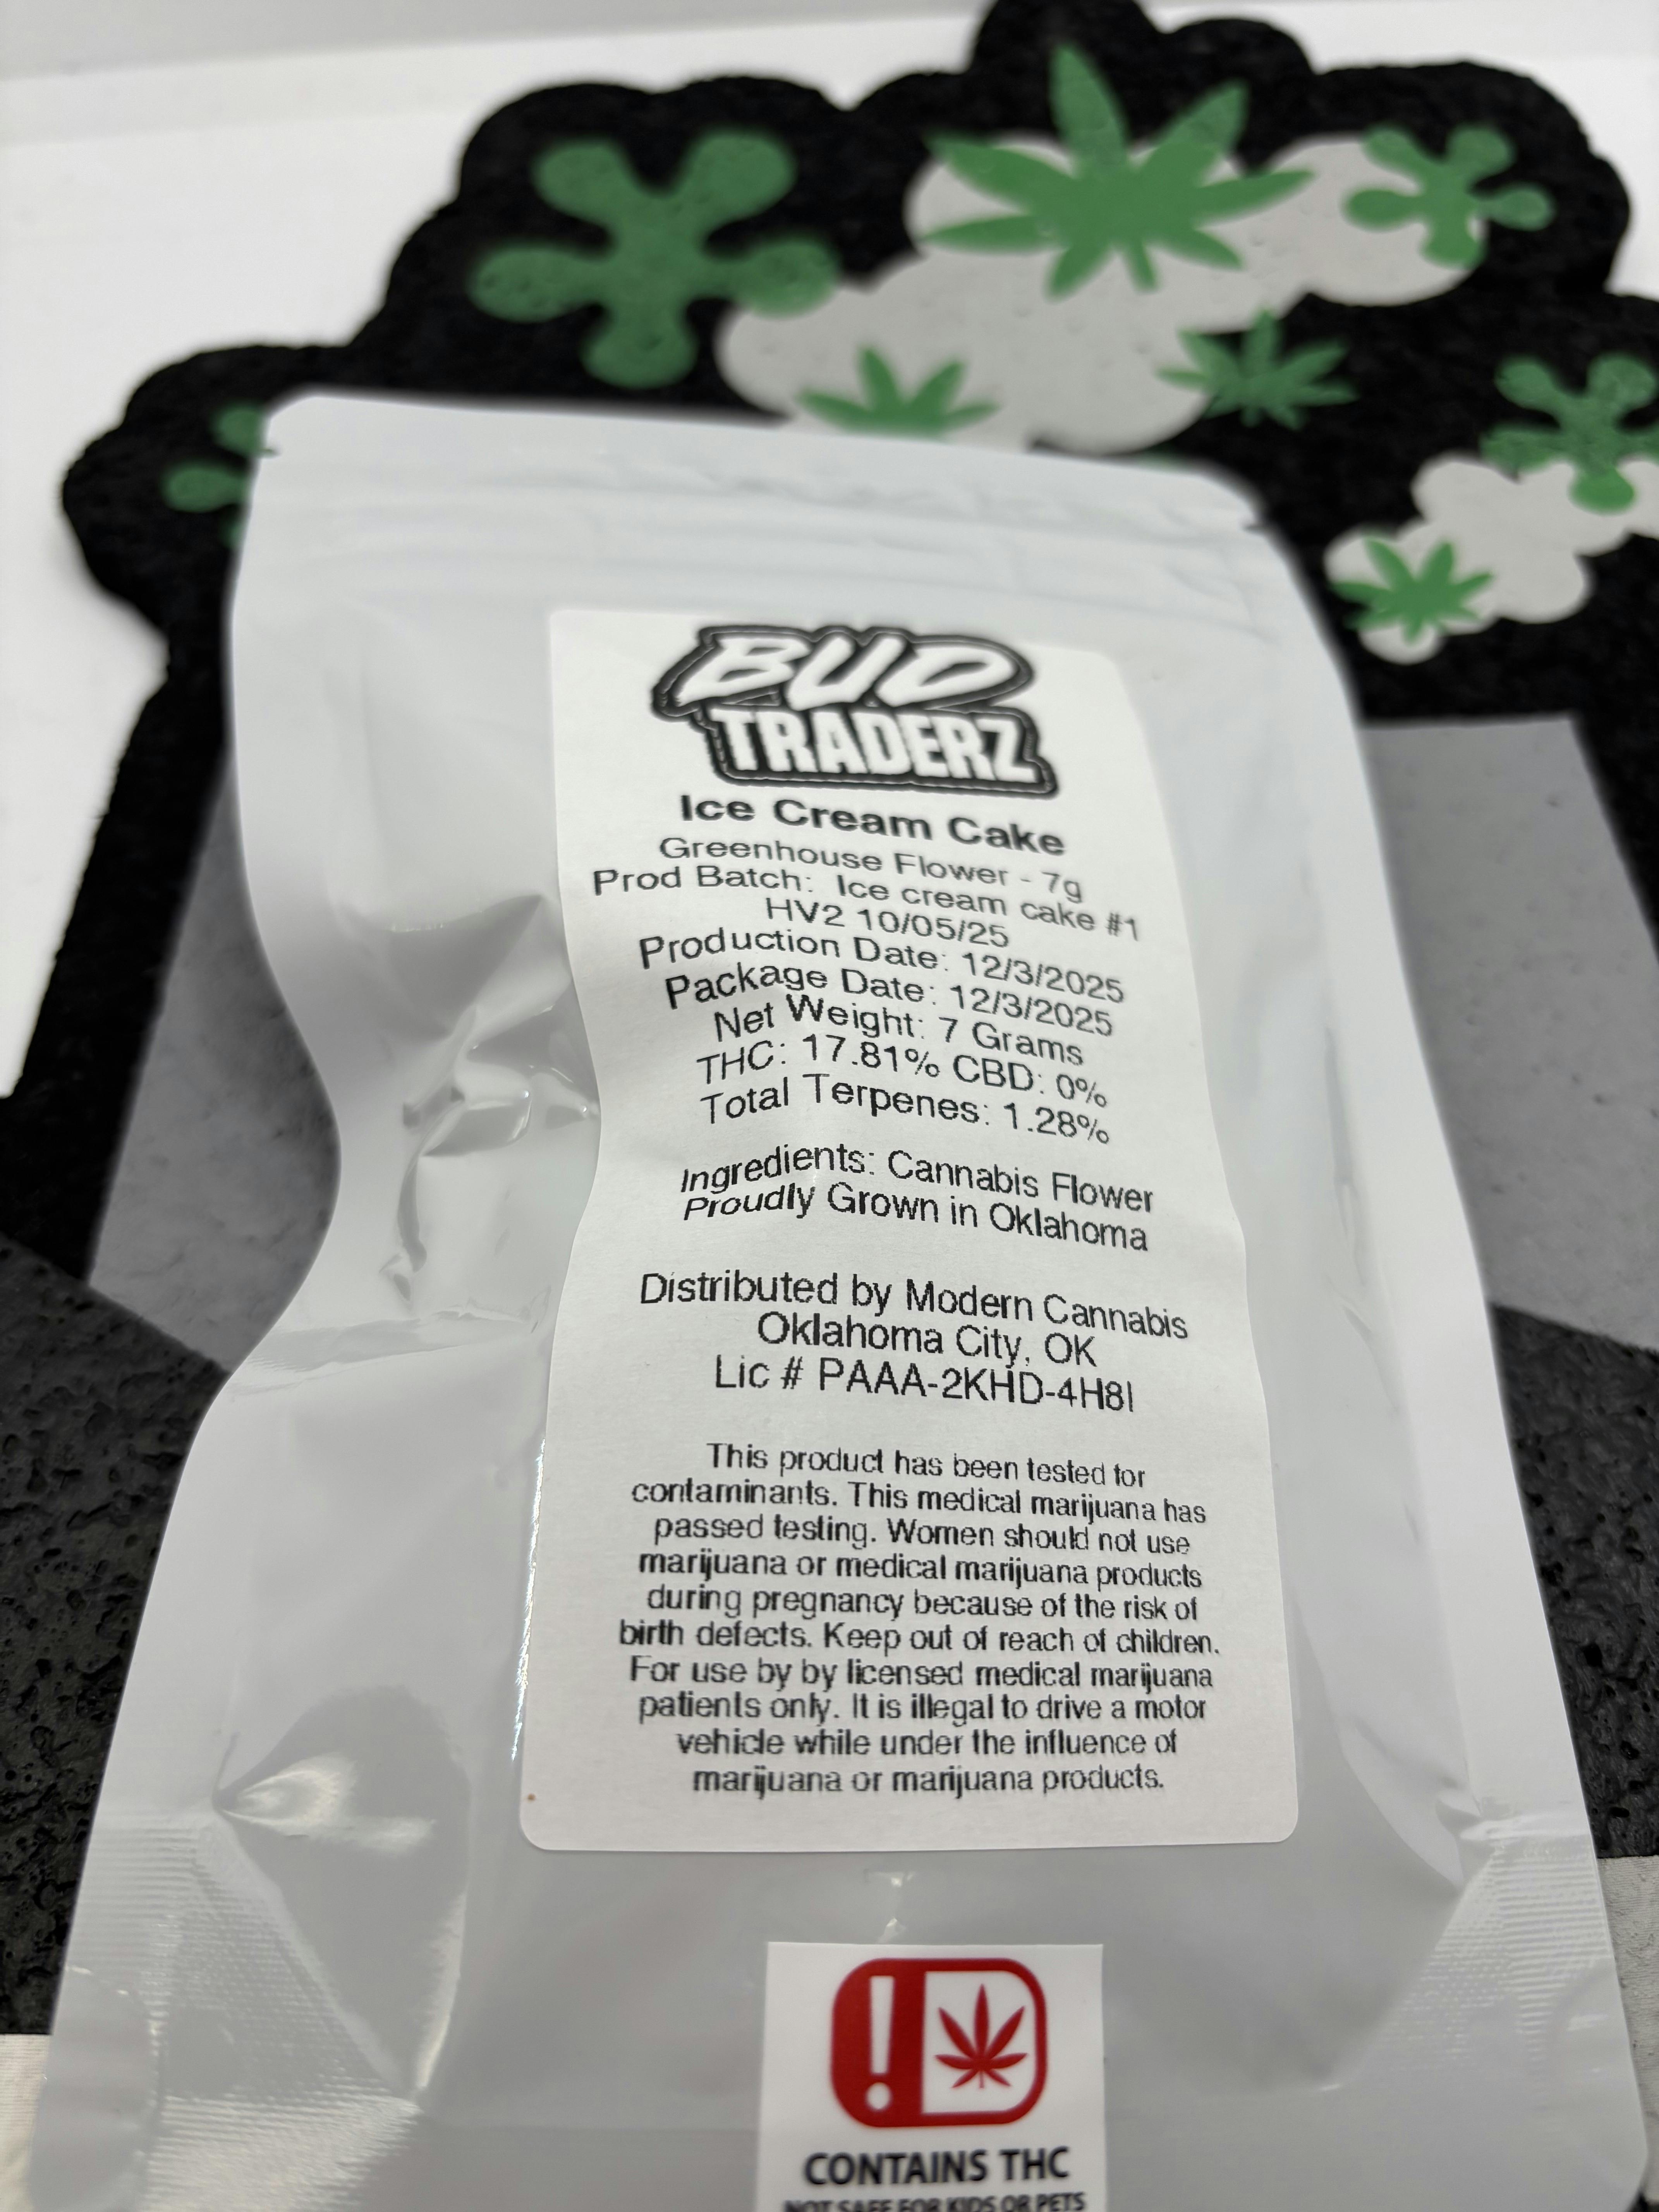 BUD
TRADERZ
Ice Cream Cake
Greenhouse Flower - 7g
Prod Batch: Ice cream cake #1
HV2 10/05/25
Production Date: 12/3/2025
Package Date: 12/3/2025
Net Weight: 7 Grams
THC: 17.81% CBD: 0%
Total Terpenes: 1.28%
Ingredients: Cannabis Flower
Proudly Grown in Oklahoma
Distributed by Modern Cannabis
Oklahoma City, OK
Lic # PAAA-2KHD-4H8I
This product has been tested for
contaminants. This medical marijuana has
passed testing. Women should not use
marijuana or medical marijuana products
during pregnancy because of the risk of
birth defects. Keep out of reach of children.
For use by by licensed medical marijuana
patients only. It is illegal to drive a motor
vehicle while under the influence of
marijuana or marijuana products.
!
CONTAINS THC
NOT SAFE FOR KIDS OR PETS